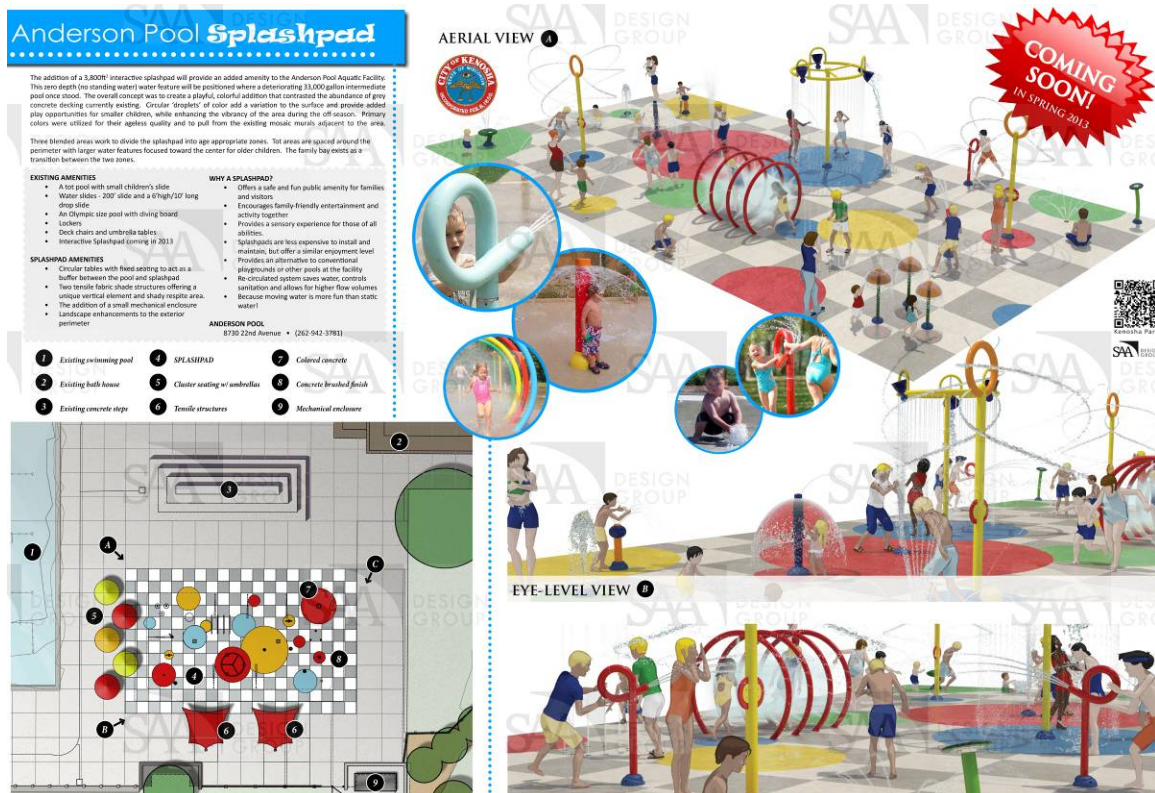 Anderson Pool Splashpad
The addition of a 3,800ft² interactive splashpad will provide an added amenity to the Anderson Pool Aquatic Facility.
This zero depth (no standing water) water feature will be positioned where a deteriorating 33,000 gallon intermediate
pool once stood. The overall concept was to create a playful, colorful addition that contrasted the abundance of grey
concrete decking currently existing. Circular 'droplets' of color add a variation to the surface and provide added
play opportunities for smaller children, while enhancing the vibrancy of the area during the off-season. Primary
colors were utilized for their ageless quality and to pull from the existing mosaic murals adjacent to the area.
Three blended areas work to divide the splashpad into age appropriate zones. Tot areas are spaced around the
perimeter with larger water features focused toward the center for older children. The family bay exists as a
transition between the two zones.
EXISTING AMENITIES
• A tot pool with small children's slide
• Water slides - 200' slide and a 6'high/10' long
drop slide
• An Olympic size pool with diving board
• Lockers
• Deck chairs and umbrella tables
• Interactive Splashpad coming in 2013
SPLASHPAD AMENITIES
• Circular tables with fixed seating to act as a
buffer between the pool and splashpad
• Two tensile fabric shade structures offering a
unique vertical element and shady respite area.
• The addition of a small mechanical enclosure
• Landscape enhancements to the exterior
perimeter
WHY A SPLASHPAD?
• Offers a safe and fun public amenity for families
and visitors
• Encourages family-friendly entertainment and
activity together
• Provides a sensory experience for those of all
abilities.
• Splashpads are less expensive to install and
maintain, but offer a similar enjoyment level
• Provides an alternative to conventional
playgrounds or other pools at the facility
• Re-circulated system saves water, controls
sanitation and allows for higher flow volumes
• Because moving water is more fun than static
water!
ANDERSON POOL
8730 22nd Avenue • (262-942-3781)
1 Existing swimming pool
4 SPLASHPAD
7 Colored concrete
2 Existing bath house
5 Cluster seating w/ umbrellas
8 Concrete brushed finish
3 Existing concrete steps
6 Tensile structures
9 Mechanical enclosure
2
3
1
A
C
5
7
4
8
B
6
6
9
AERIAL VIEW A
CITY OF KENOSHA
STATE OF WISCONSIN
COMING
SOON!
IN SPRING 2013
SAA DESIGN
GROUP
EYE-LEVEL VIEW B